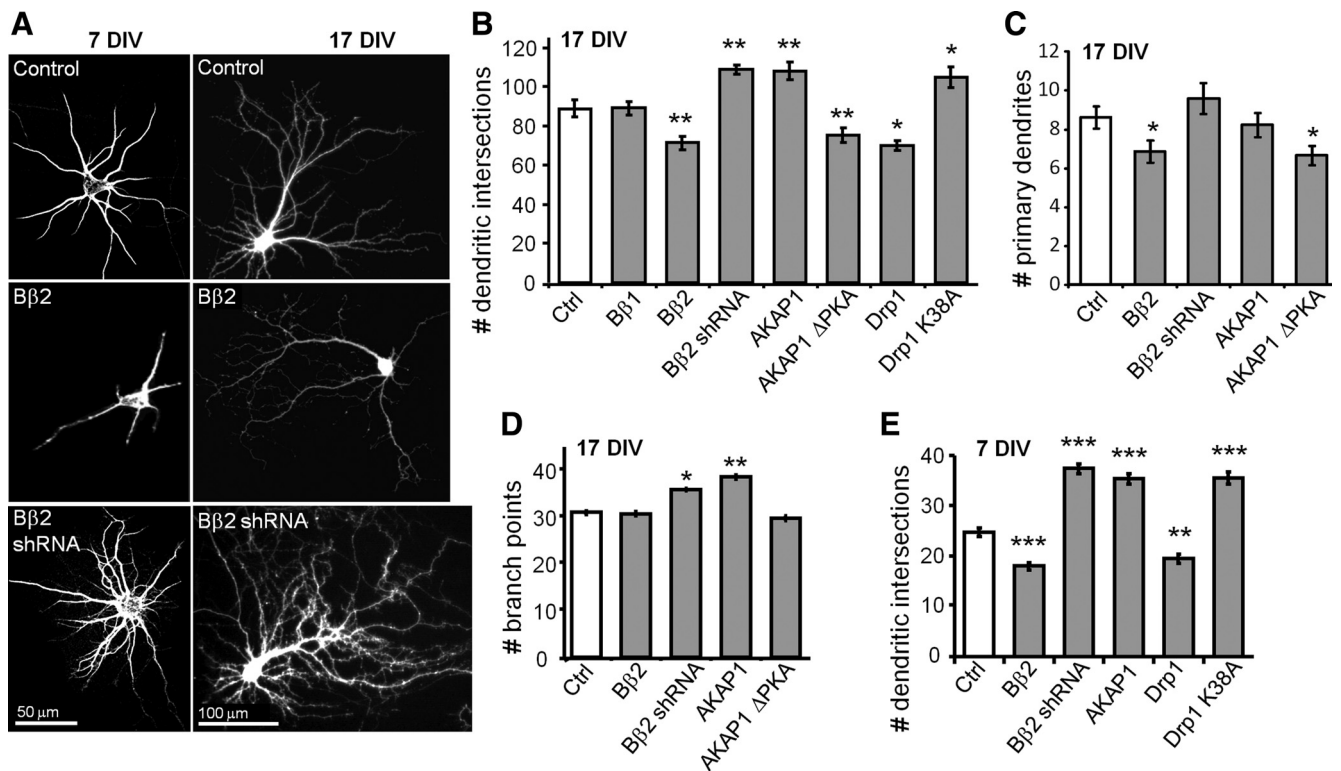 A
7 DIV
17 DIV
Control
Control
Bβ2
Bβ2
Bβ2
shRNA
Bβ2 shRNA
50 μm
100 μm
B
17 DIV
# dendritic intersections
120
100
80
60
40
20
0
**
**
**
**
*
*
Ctrl
Bβ1
Bβ2
Bβ2 shRNA
AKAP1
AKAP1 ΔPKA
Drp1
Drp1 K38A
C
17 DIV
# primary dendrites
12
10
8
6
4
2
0
*
*
Ctrl
Bβ2
Bβ2 shRNA
AKAP1
AKAP1 ΔPKA
D
17 DIV
# branch points
40
30
20
10
0
*
**
Ctrl
Bβ2
Bβ2 shRNA
AKAP1
AKAP1 ΔPKA
E
7 DIV
# dendritic intersections
40
30
20
10
0
***
***
***
**
***
Ctrl
Bβ2
Bβ2 shRNA
AKAP1
Drp1
Drp1 K38A